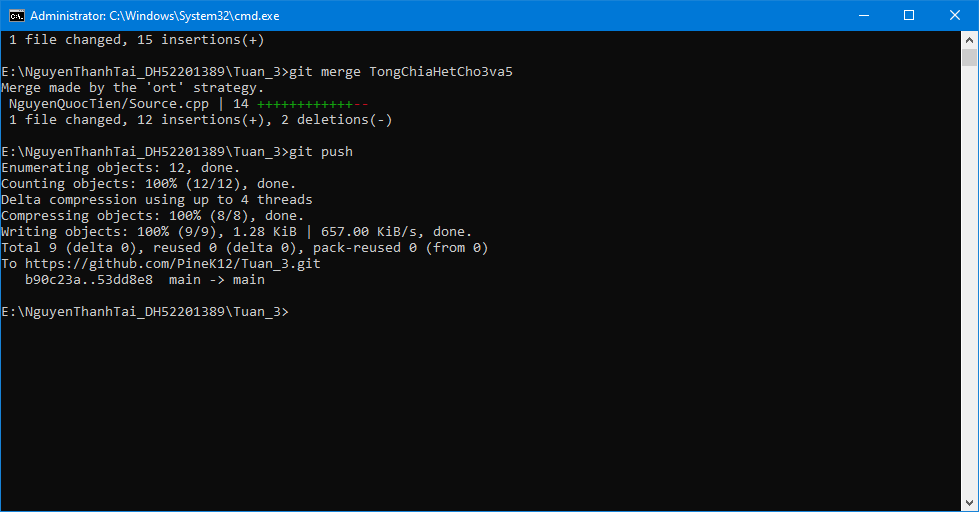 Administrator: C:\Windows\System32\cmd.exe
 1 file changed, 15 insertions(+)

E:\NguyenThanhTai_DH52201389\Tuan_3>git merge TongChiaHetCho3va5
Merge made by the 'ort' strategy.
 NguyenQuocTien/Source.cpp | 14 ++++++++++++--
 1 file changed, 12 insertions(+), 2 deletions(-)

E:\NguyenThanhTai_DH52201389\Tuan_3>git push
Enumerating objects: 12, done.
Counting objects: 100% (12/12), done.
Delta compression using up to 4 threads
Compressing objects: 100% (8/8), done.
Writing objects: 100% (9/9), 1.28 KiB | 657.00 KiB/s, done.
Total 9 (delta 0), reused 0 (delta 0), pack-reused 0 (from 0)
To https://github.com/PineK12/Tuan_3.git
   b90c23a..53dd8e8  main -> main

E:\NguyenThanhTai_DH52201389\Tuan_3>